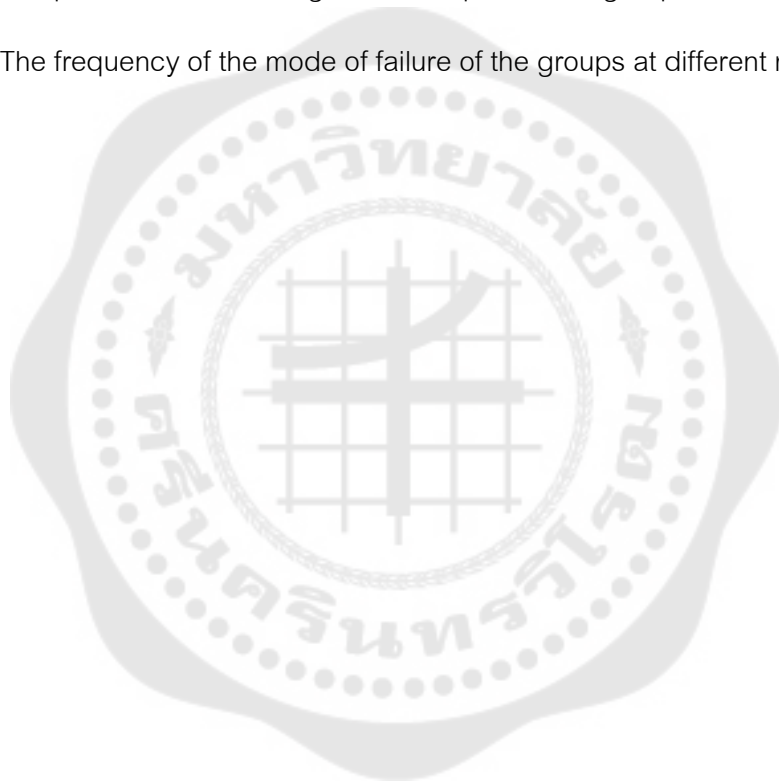 The frequency of the mode of failure of the groups at different
มหาวิทยาลัย
ศรีนครินทรวิโรฒ